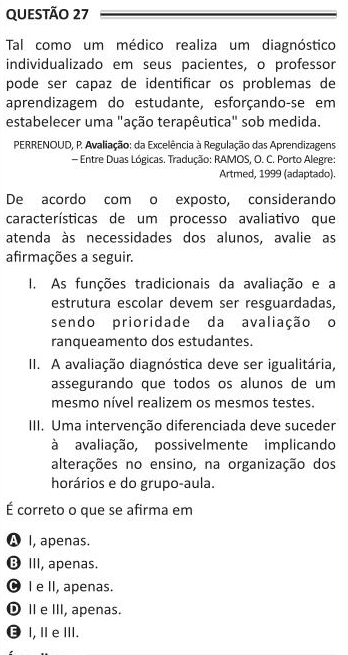 QUESTÃO 27
Tal como um médico realiza um diagnóstico
individualizado em seus pacientes, o professor
pode ser capaz de identificar os problemas de
aprendizagem do estudante, esforçando-se em
estabelecer uma "ação terapêutica" sob medida.
PERRENOUD, P. Avaliação: da Excelência à Regulação das Aprendizagens
– Entre Duas Lógicas. Tradução: RAMOS, O. C. Porto Alegre:
Artmed, 1999 (adaptado).
De acordo com o exposto, considerando
características de um processo avaliativo que
atenda às necessidades dos alunos, avalie as
afirmações a seguir.
I. As funções tradicionais da avaliação e a
estrutura escolar devem ser resguardadas,
sendo prioridade da avaliação o
ranqueamento dos estudantes.
II. A avaliação diagnóstica deve ser igualitária,
assegurando que todos os alunos de um
mesmo nível realizem os mesmos testes.
III. Uma intervenção diferenciada deve suceder
à avaliação, possivelmente implicando
alterações no ensino, na organização dos
horários e do grupo-aula.
É correto o que se afirma em
A I, apenas.
B III, apenas.
C I e II, apenas.
D II e III, apenas.
E I, II e III.